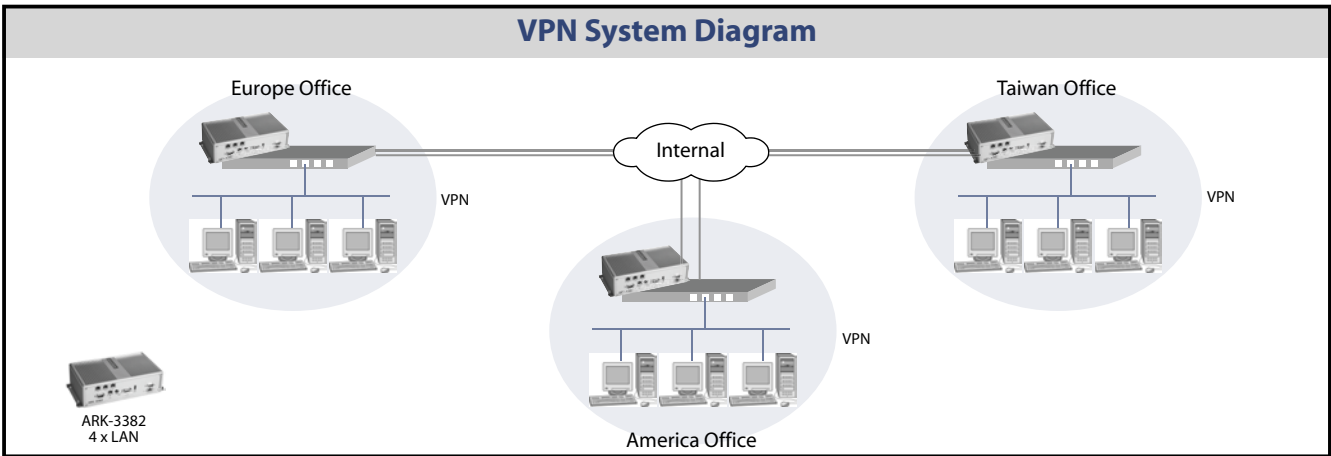 VPN System Diagram
Europe Office
Taiwan Office
Internal
VPN
VPN
VPN
ARK-3382
4 x LAN
America Office